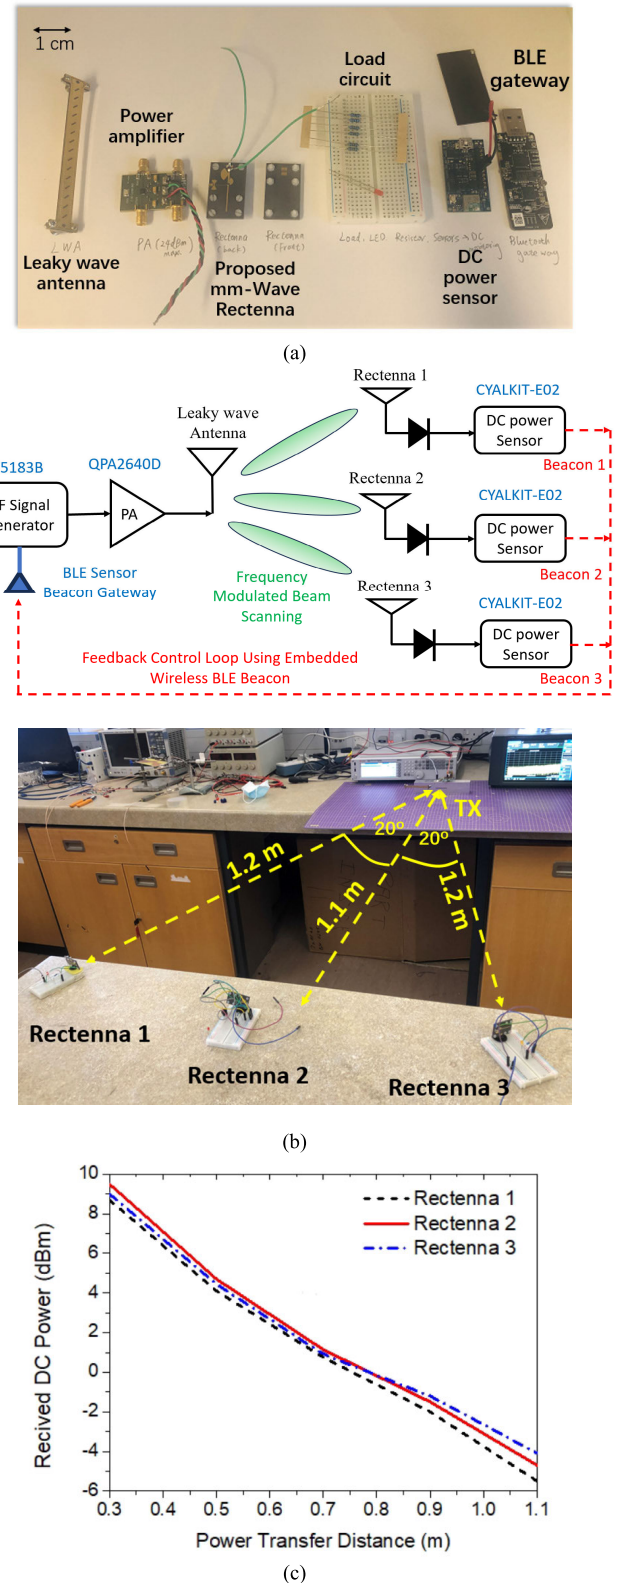 1 cm
Load
circuit
BLE
gateway
Power
amplifier
LWA
PA (24dBm
max)
Rectenna
(back)
Rectenna
(front)
Load, LED
DC
Bluetooth
gateway
Leaky wave
antenna
Proposed
mm-Wave
Rectenna
DC
power
sensor
(a)
Rectenna 1
CYALKIT-E02
DC power
Sensor
Beacon 1
Leaky wave
Antenna
5183B
QPA2640D
F Signal
enerator
PA
Rectenna 2
CYALKIT-E02
DC power
Sensor
Beacon 2
BLE Sensor
Beacon Gateway
Frequency
Modulated Beam
Scanning
Rectenna 3
CYALKIT-E02
DC power
Sensor
Beacon 3
Feedback Control Loop Using Embedded
Wireless BLE Beacon
TX
20°
20°
1.2 m
1.1 m
1.2 m
Rectenna 1
Rectenna 2
Rectenna 3
(b)
10
8
6
4
2
0
-2
-4
-6
Recived DC Power (dBm)
Rectenna 1
Rectenna 2
Rectenna 3
0.3 0.4 0.5 0.6 0.7 0.8 0.9 1.0 1.1
Power Transfer Distance (m)
(c)